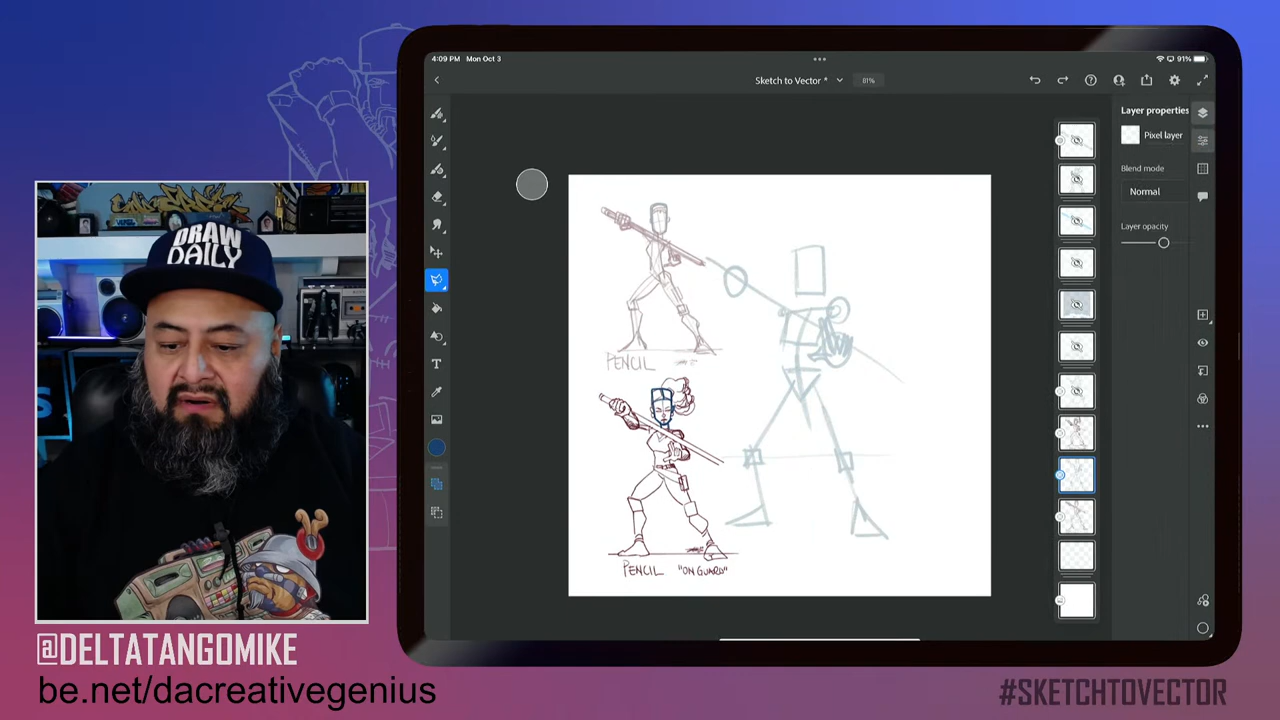 4:09 PM Mon Oct 3
Sketch to Vector *
81%
91%
Layer properties
Pixel layer
Blend mode
Normal
Layer opacity
T
PENCIL
PENCIL "ON GUARD"
DRAW
DAILY
@DELTATANGOMIKE
be.net/dacreativegenius
#SKETCHTOVECTOR